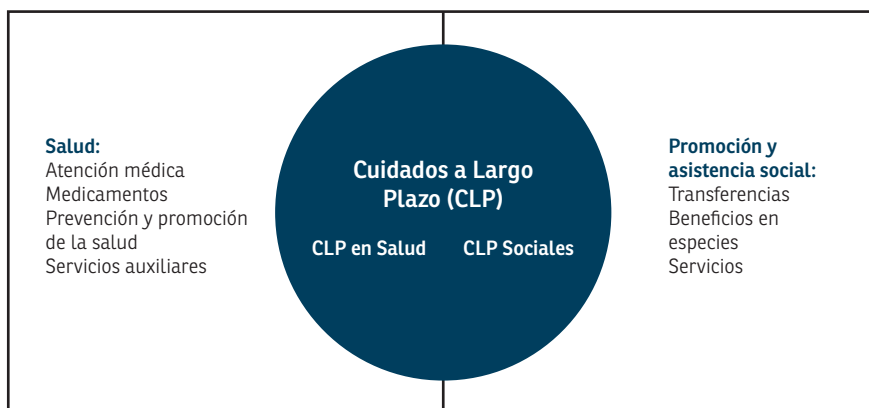 Salud:
Atención médica
Medicamentos
Prevención y promoción
de la salud
Servicios auxiliares
Cuidados a Largo
Plazo (CLP)
CLP en Salud
CLP Sociales
Promoción y
asistencia social:
Transferencias
Beneficios en
especies
Servicios